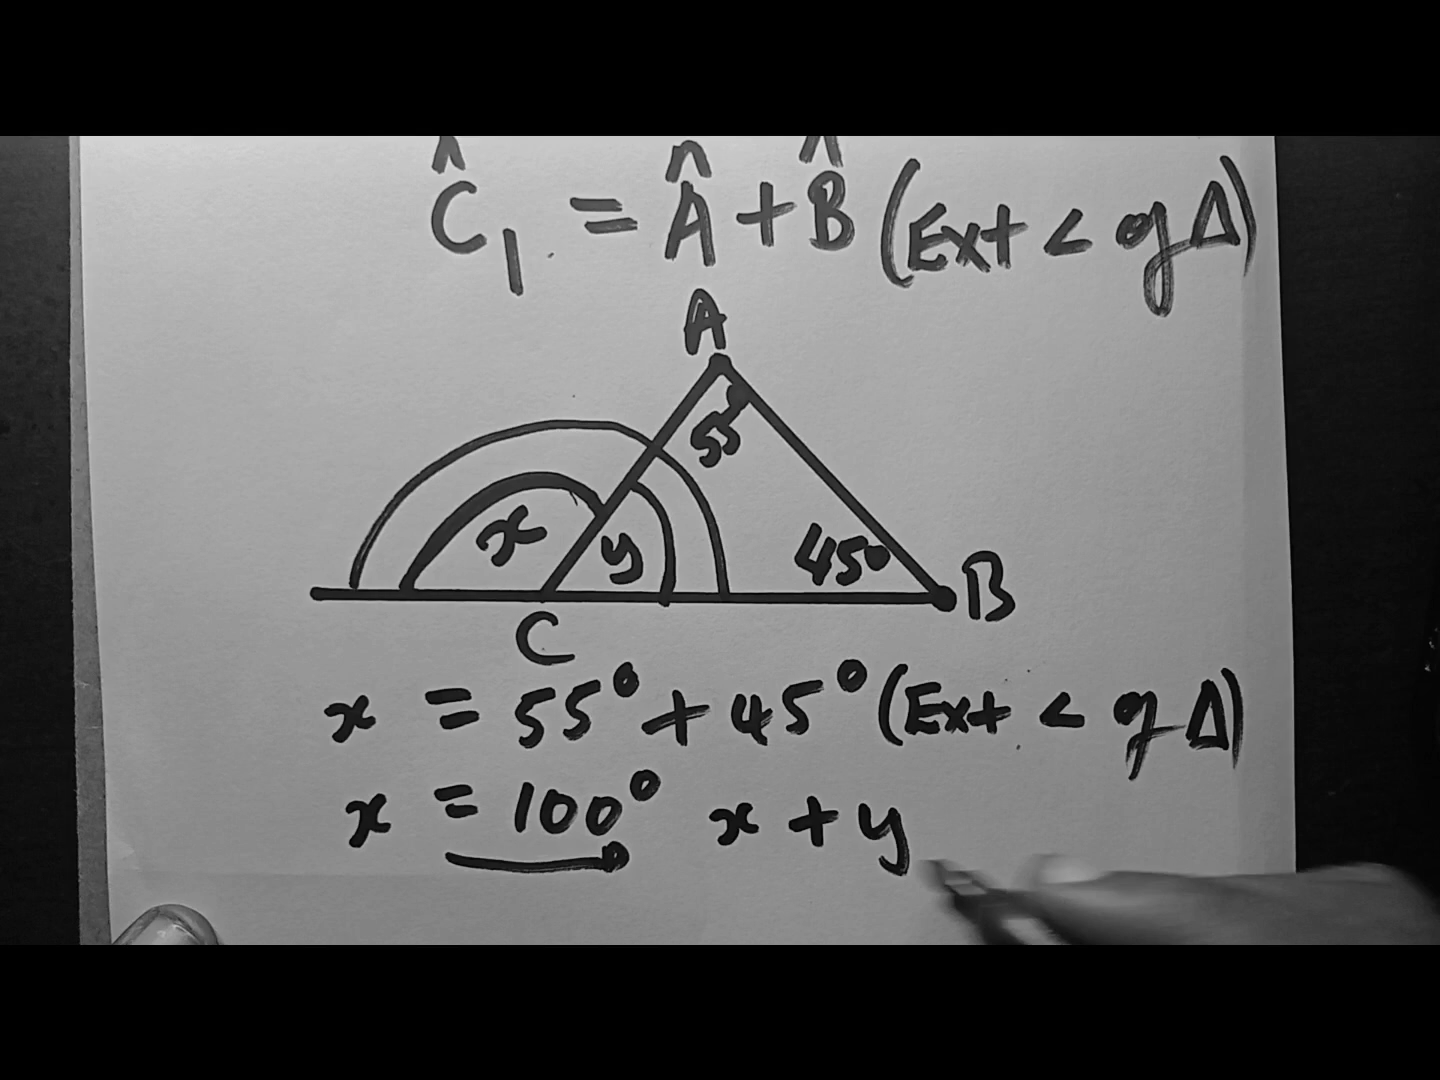 Ĉ₁ = Â + B̂ (Ext < of Δ)
A
55°
x
y
45°
B
C
x = 55° + 45° (Ext < of Δ)
x = 100° x + y